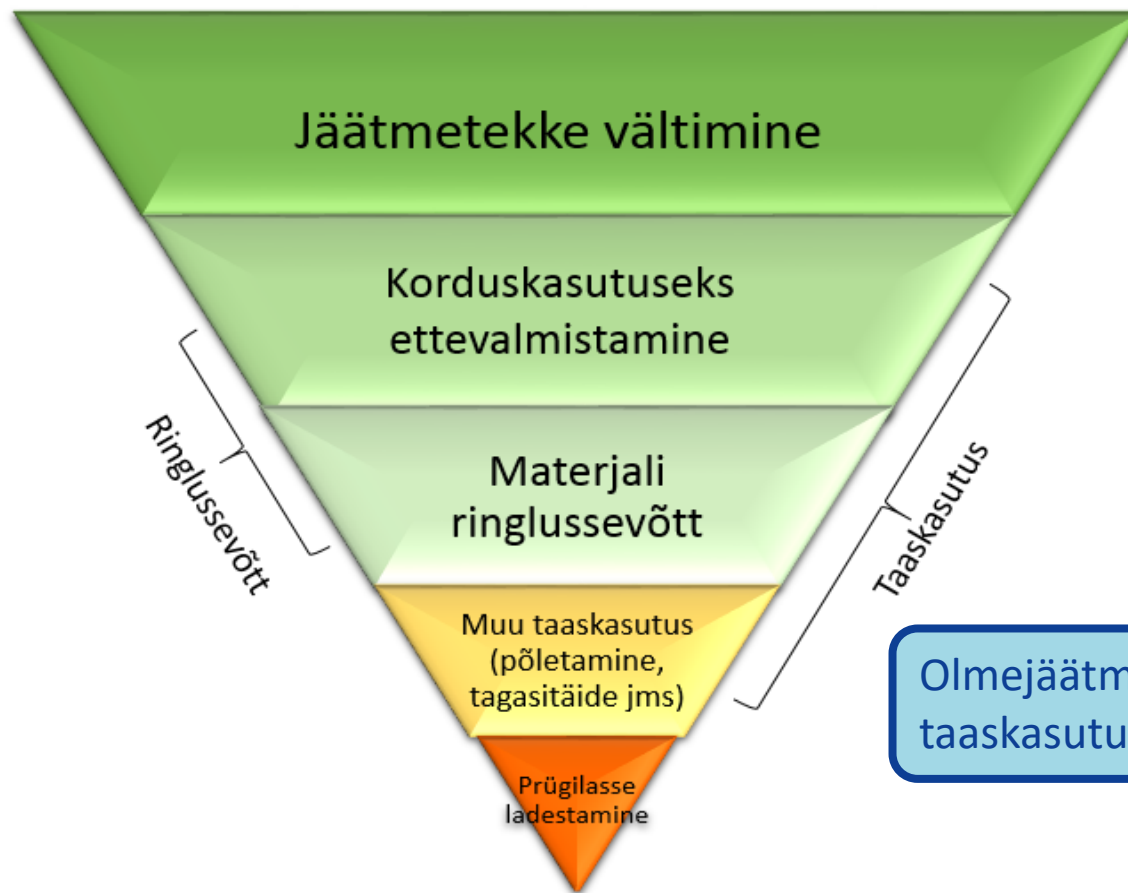 Jäätmetekke vältimine
Korduskasutuseks
ettevalmistamine
Ringlussevõtt
Materjali
ringlussevõtt
Taaskasutus
Muu taaskasutus
(põletamine,
tagasitäide jms)
Prügilasse
ladestamine